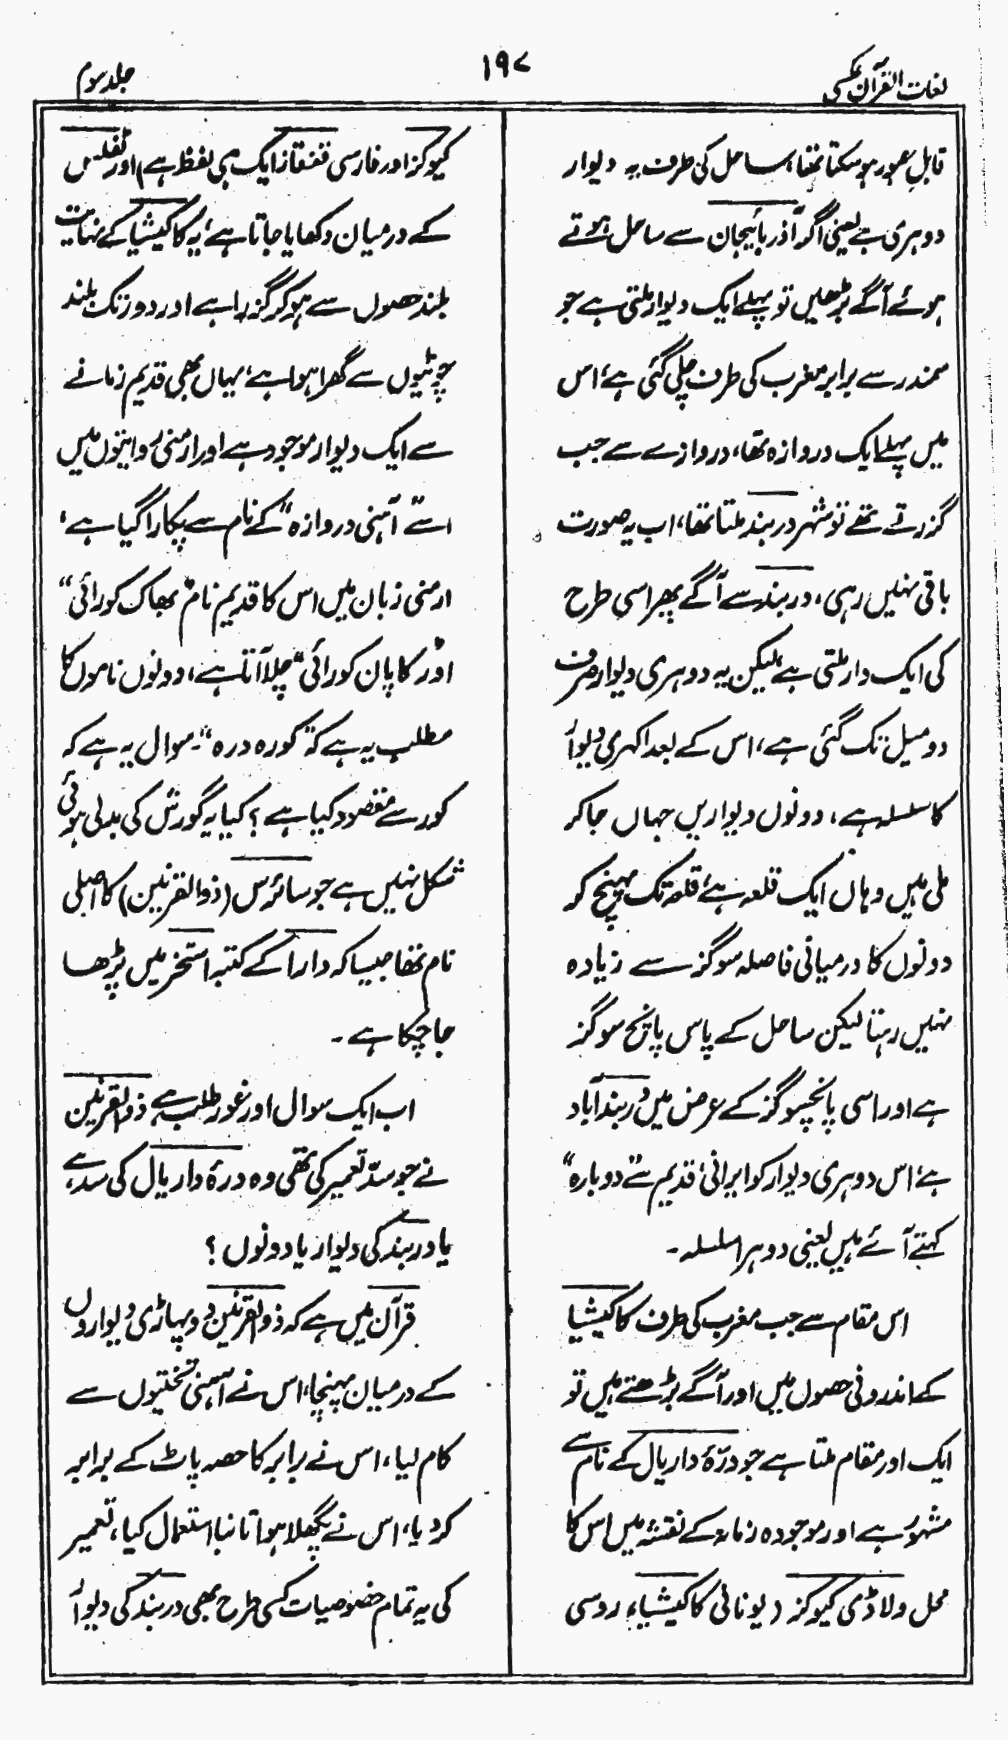 لغات القرآن عکسی
۱۹۷
جلد سوم
قابلِ عبور ہو سکتا تھا، ساحل کی طرف یہ دیوار
دوہری ہے یعنی اگر آذربائیجان سے ساحل ہوتے
ہوئے آگے بڑھیں تو پہلے ایک دیوار ملتی ہے جو
سمندر سے برابر مغرب کی طرف چلی گئی ہے، اس
میں پہلے ایک دروازہ تھا، دروازے سے جب
گزرتے تھے تو شہر دربند ملتا تھا، اب یہ صورت
باقی نہیں رہی، دربند سے آگے پھر اسی طرح
کی ایک دار ملتی ہے لیکن یہ دوہری دیوار صرف
دو میل تک گئی ہے، اس کے بعد اکہری دیوار
کا سلسلہ ہے، دونوں دیواریں جہاں جا کر
ملی ہیں وہاں ایک قلعہ ہے، قلعہ تک پہنچ کر
دونوں کا درمیانی فاصلہ سو گز سے زیادہ
نہیں رہتا لیکن ساحل کے پاس پانچ سو گز
ہے اور اسی پانچسو گز کے عرض میں دربند آباد
ہے، اس دوہری دیوار کو ایرانی قدیم سے "دوبارہ"
کہتے آئے ہیں یعنی دوہرا سلسلہ۔
اس مقام سے جب مغرب کی طرف کاکیشیا
کے اندرونی حصوں میں اور آگے بڑھتے ہیں تو
ایک اور مقام ملتا ہے جو درّۂ داریال کے نام سے
مشہور ہے اور موجودہ زمانہ کے نقشہ میں اس کا
محل ولاڈی کیوکز (یونانی کاکیشیاء روسی
کیوکز اور فارسی قفقاز ایک ہی لفظ ہے) اور ٹفلیس
کے درمیان دکھایا جاتا ہے، یہ کاکیشیا کے نہایت
بلند حصوں سے ہو کر گزرا ہے اور دور تک بلند
چوٹیوں سے گھرا ہوا ہے، یہاں بھی قدیم زمانے
سے ایک دیوار موجود ہے اور ارمنی روایتوں میں
اسے "آہنی دروازہ" کے نام سے پکارا گیا ہے،
ارمنی زبان میں اس کا قدیم نام "پھاک کورائی"
اور "کاپان کورائی" چلا آتا ہے، دونوں ناموں کا
مطلب یہ ہے کہ "کورہ درہ"۔ سوال یہ ہے کہ
کور سے مقصود کیا ہے؟ کیا یہ گورش کی بدلی ہوئی
شکل نہیں ہے جو سائرس (ذوالقرنین) کا اصلی
نام تھا جیسا کہ دارا کے کتبہ استخر میں پڑھا
جا چکا ہے۔
اب ایک سوال اور غور طلب ہے، ذوالقرنین
نے جو سدّ تعمیر کی تھی وہ درۂ داریال کی سد ہے،
یا دربند کی دیوار یا دونوں؟
قرآن میں ہے کہ ذوالقرنین دو پہاڑی دیواروں
کے درمیان پہنچا، اس نے آہنی تختیوں سے
کام لیا، اس نے برابر کا حصہ پاٹ کے برابر
کر دیا، اس نے پگھلا ہوا تانبا استعمال کیا، تعمیر
کی یہ تمام خصوصیات کسی طرح بھی دربند کی دیوار